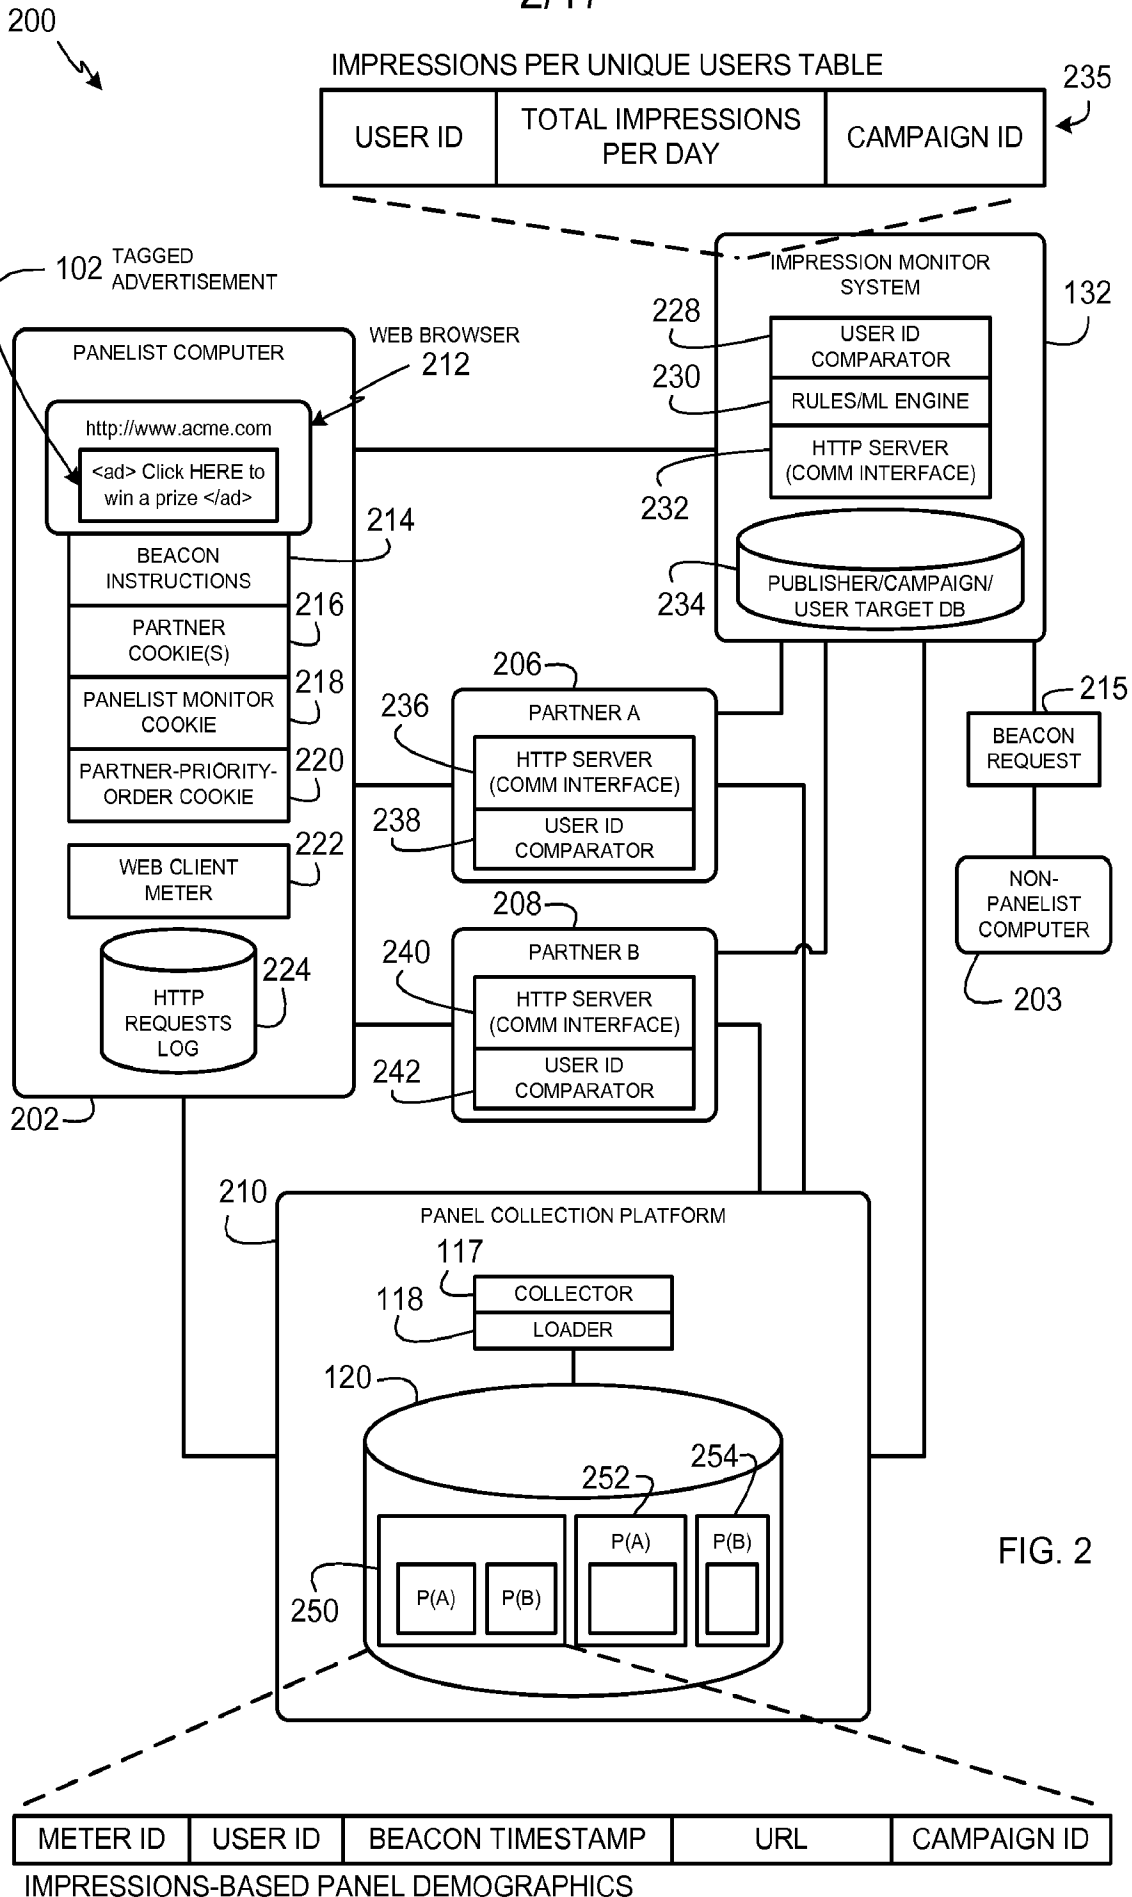 200
IMPRESSIONS PER UNIQUE USERS TABLE
235
USER ID
TOTAL IMPRESSIONS
PER DAY
CAMPAIGN ID
102
TAGGED
ADVERTISEMENT
IMPRESSION MONITOR
SYSTEM
132
228
USER ID
COMPARATOR
230
RULES/ML ENGINE
HTTP SERVER
(COMM INTERFACE)
232
PUBLISHER/CAMPAIGN/
USER TARGET DB
234
PANELIST COMPUTER
WEB BROWSER
212
http://www.acme.com
<ad> Click HERE to
win a prize </ad>
214
BEACON
INSTRUCTIONS
216
PARTNER
COOKIE(S)
218
PANELIST MONITOR
COOKIE
220
PARTNER-PRIORITY-
ORDER COOKIE
222
WEB CLIENT
METER
224
HTTP
REQUESTS
LOG
202
206
PARTNER A
236
HTTP SERVER
(COMM INTERFACE)
238
USER ID
COMPARATOR
215
BEACON
REQUEST
NON-
PANELIST
COMPUTER
203
208
PARTNER B
240
HTTP SERVER
(COMM INTERFACE)
242
USER ID
COMPARATOR
210
PANEL COLLECTION PLATFORM
117
COLLECTOR
118
LOADER
120
252
254
P(A)
P(B)
250
P(A)
P(B)
FIG. 2
METER ID
USER ID
BEACON TIMESTAMP
URL
CAMPAIGN ID
IMPRESSIONS-BASED PANEL DEMOGRAPHICS